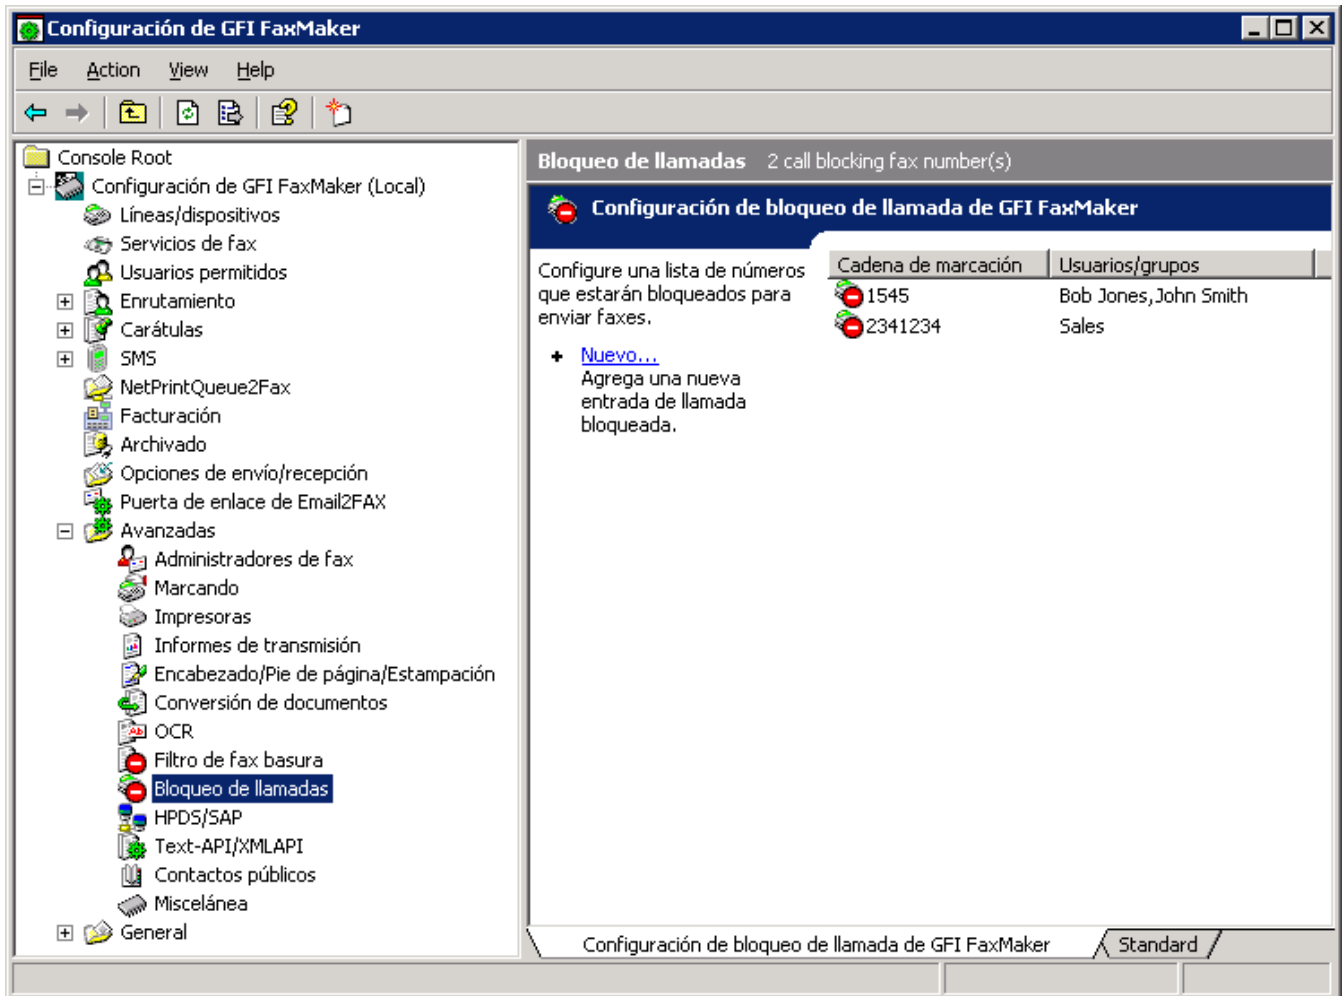 Configuración de GFI FaxMaker
File Action View Help
Console Root
Configuración de GFI FaxMaker (Local)
Líneas/dispositivos
Servicios de fax
Usuarios permitidos
Enrutamiento
Carátulas
SMS
NetPrintQueue2Fax
Facturación
Archivado
Opciones de envío/recepción
Puerta de enlace de Email2FAX
Avanzadas
Administradores de fax
Marcando
Impresoras
Informes de transmisión
Encabezado/Pie de página/Estampación
Conversión de documentos
OCR
Filtro de fax basura
Bloqueo de llamadas
HPDS/SAP
Text-API/XMLAPI
Contactos públicos
Miscelánea
General
Bloqueo de llamadas 2 call blocking fax number(s)
Configuración de bloqueo de llamada de GFI FaxMaker
Configure una lista de números
que estarán bloqueados para
enviar faxes.
Nuevo...
Agrega una nueva
entrada de llamada
bloqueada.
Cadena de marcación Usuarios/grupos
1545 Bob Jones,John Smith
2341234 Sales
Configuración de bloqueo de llamada de GFI FaxMaker Standard